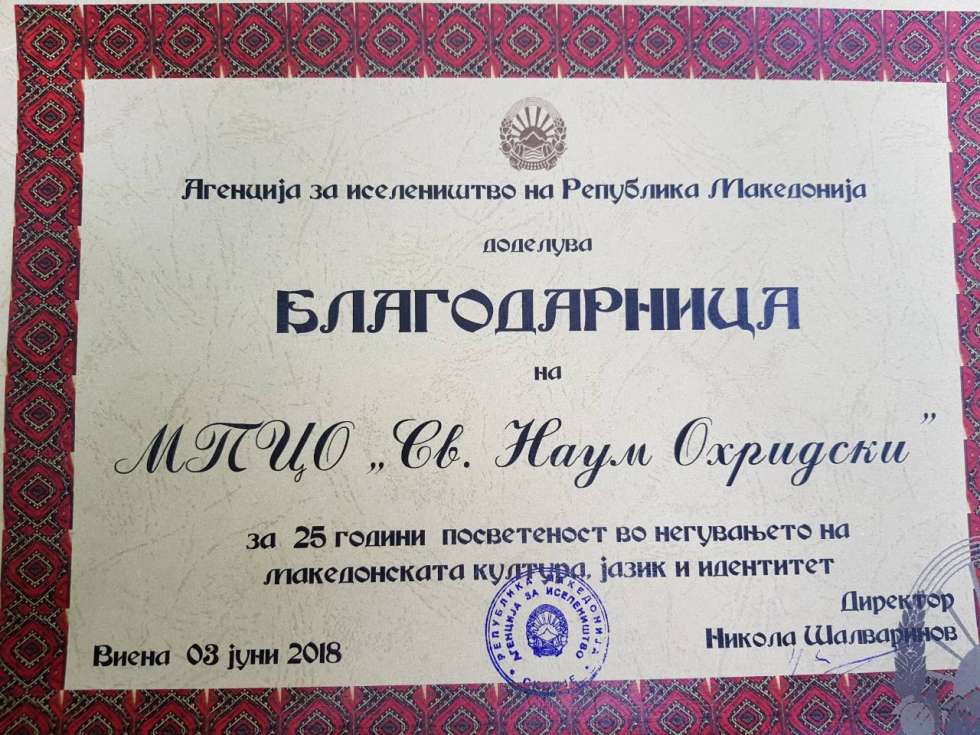 Агенција за иселеништво на Република Македонија
доделува
БЛАГОДАРНИЦА
на
МПЦО „Св. Наум Охридски”
за 25 години посветеност во негувањето на
македонската култура, јазик и идентитет
Директор
Никола Шалваринов
Виена 03 јуни 2018
РЕПУБЛИКА МАКЕДОНИЈА
АГЕНЦИЈА ЗА ИСЕЛЕНИШТВО
СКОПЈЕ